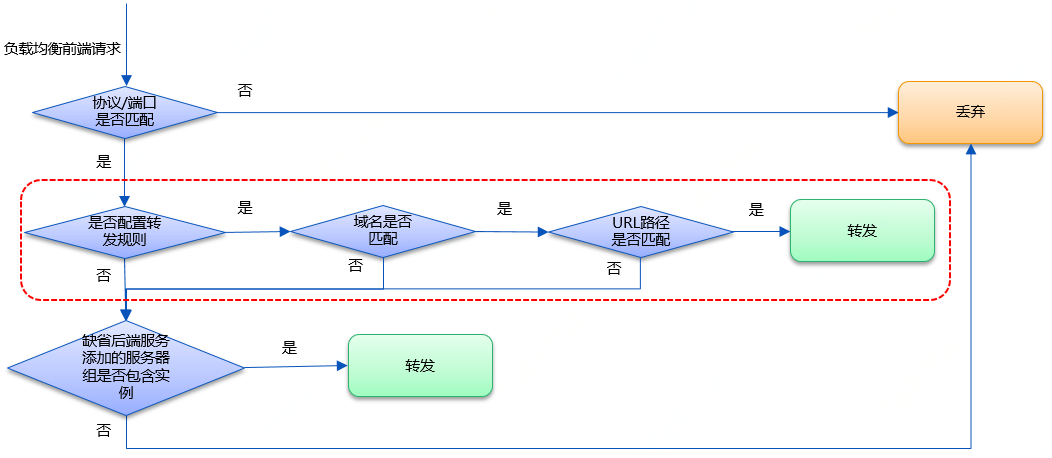 负载均衡前端请求
协议/端口
是否匹配
否
丢弃
是
是否配置转
发规则
是
域名是否
匹配
是
URL路径
是否匹配
是
转发
否
否
否
缺省后端服务
添加的服务器
组是否包含实
例
是
转发
否